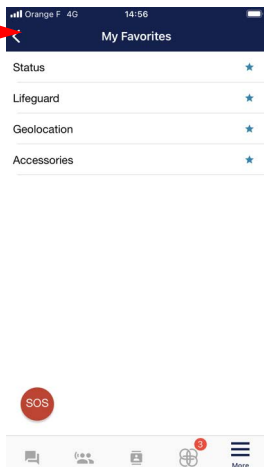 Orange F 4G 14:56
My Favorites
Status
Lifeguard
Geolocation
Accessories
SOS
3
More